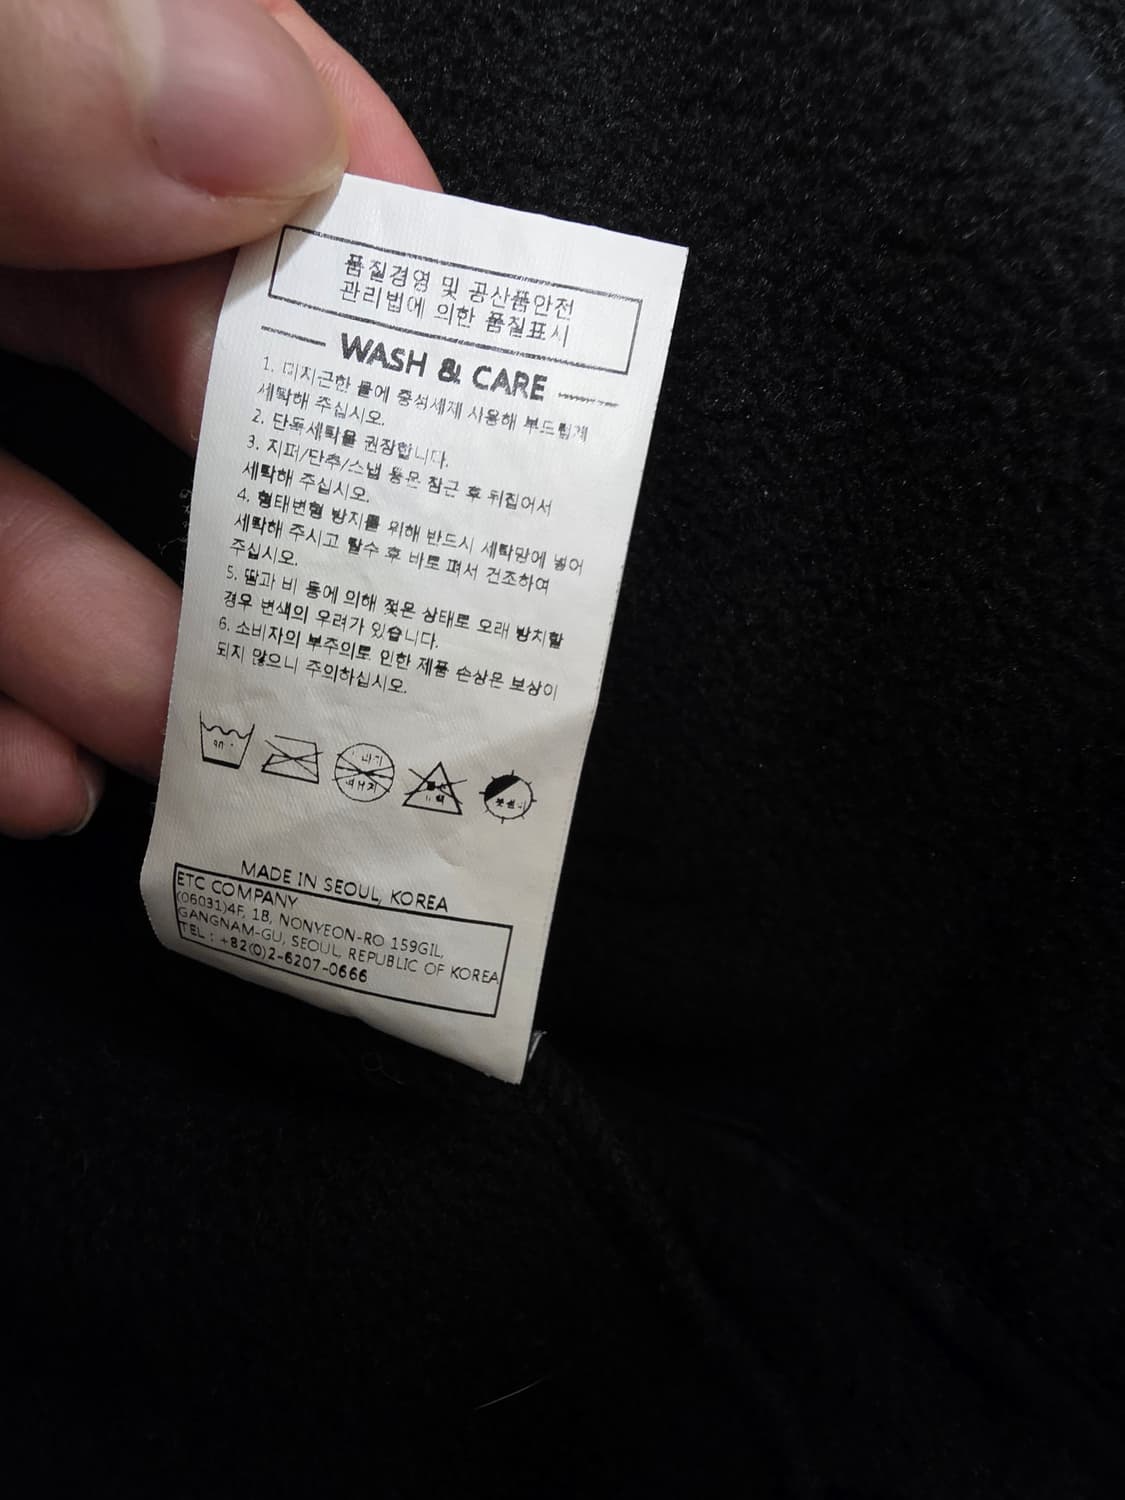 품질경영 및 공산품안전
관리법에 의한 품질표시
WASH & CARE
1. 미지근한 물에 중성세제 사용해 부드럽게
세탁해 주십시오.
2. 단독세탁을 권장합니다.
3. 지퍼/단추/스냅 등은 잠근 후 뒤집어서
세탁해 주십시오.
4. 형태변형 방지를 위해 반드시 세탁망에 넣어
세탁해 주시고 탈수 후 바로 펴서 건조하여
주십시오.
5. 땀과 비 등에 의해 젖은 상태로 오래 방치할
경우 변색의 우려가 있습니다.
6. 소비자의 부주의로 인한 제품 손상은 보상이
되지 않으니 주의하십시오.
MADE IN SEOUL, KOREA
ETC COMPANY
(06031)4F, 18, NONYEON-RO 159GIL,
GANGNAM-GU, SEOUL, REPUBLIC OF KOREA
TEL : +82(0)2-6207-0666